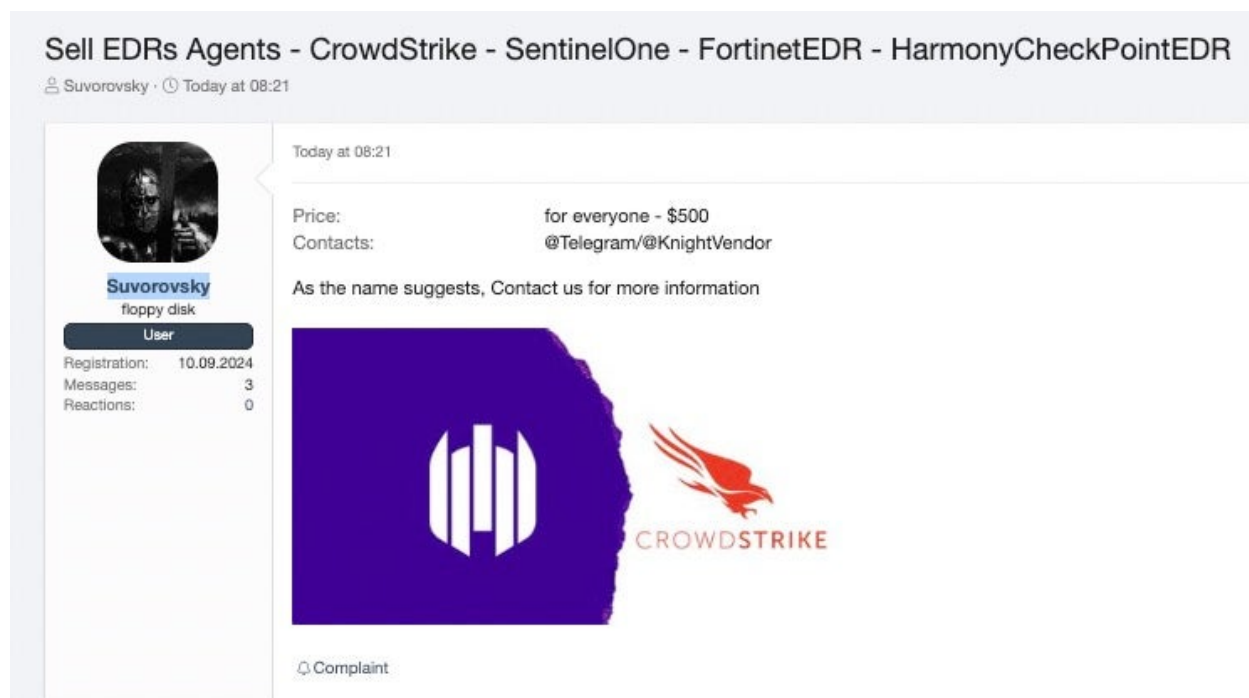 Sell EDRs Agents - CrowdStrike - SentinelOne - FortinetEDR - HarmonyCheckPointEDR
Suvorovsky · Today at 08:21
Suvorovsky
floppy disk
User
Registration: 10.09.2024
Messages: 3
Reactions: 0
Today at 08:21
Price: for everyone - $500
Contacts: @Telegram/@KnightVendor
As the name suggests, Contact us for more information
CROWDSTRIKE
Complaint